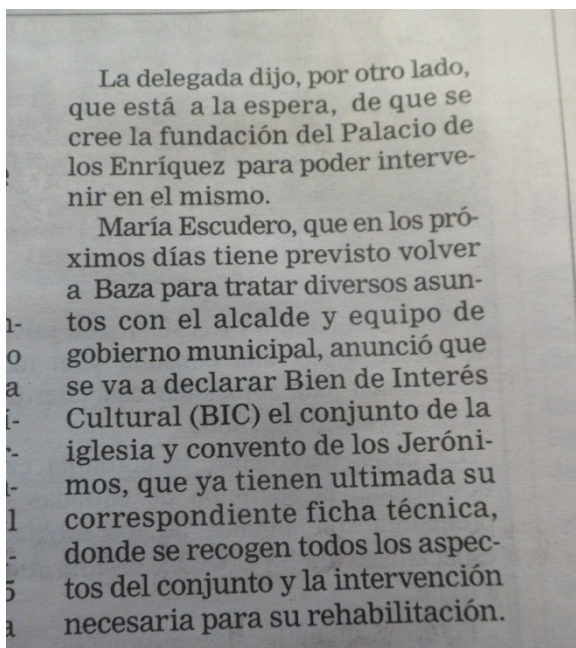 La delegada dijo, por otro lado,
que está a la espera, de que se
cree la fundación del Palacio de
los Enríquez para poder interve-
nir en el mismo.
María Escudero, que en los pró-
ximos días tiene previsto volver
a Baza para tratar diversos asun-
tos con el alcalde y equipo de
gobierno municipal, anunció que
se va a declarar Bien de Interés
Cultural (BIC) el conjunto de la
iglesia y convento de los Jeróni-
mos, que ya tienen ultimada su
correspondiente ficha técnica,
donde se recogen todos los aspec-
tos del conjunto y la intervención
necesaria para su rehabilitación.